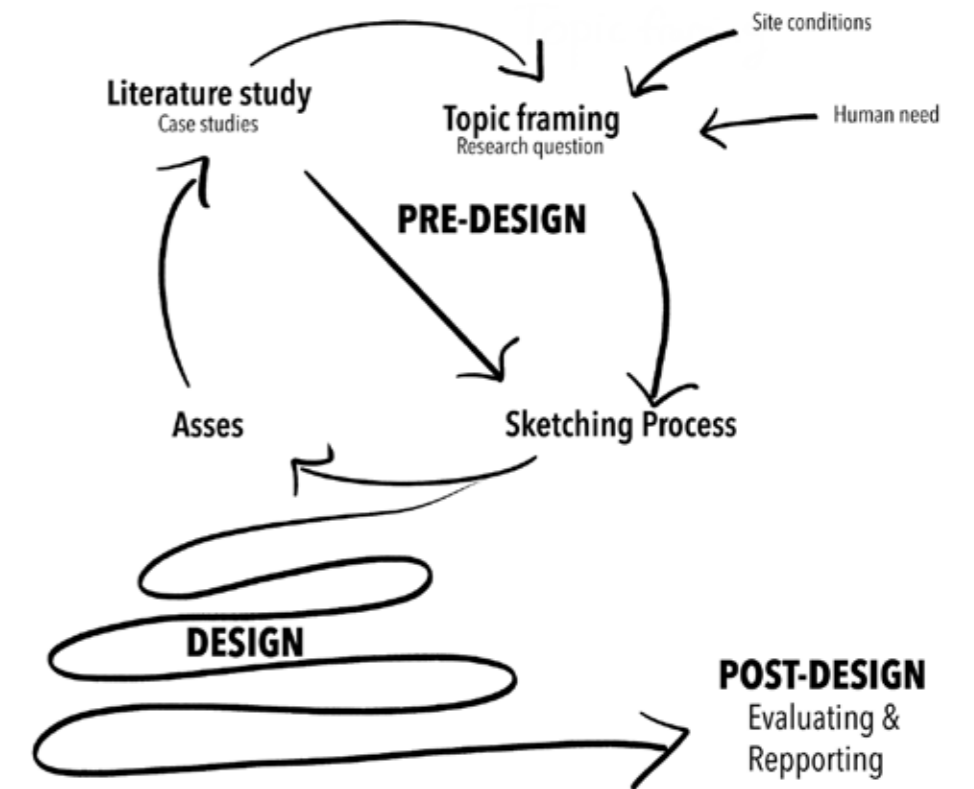 Site conditions
Literature study
Case studies
Topic framing
Research question
Human need
PRE-DESIGN
Asses
Sketching Process
DESIGN
POST-DESIGN
Evaluating &
Repporting